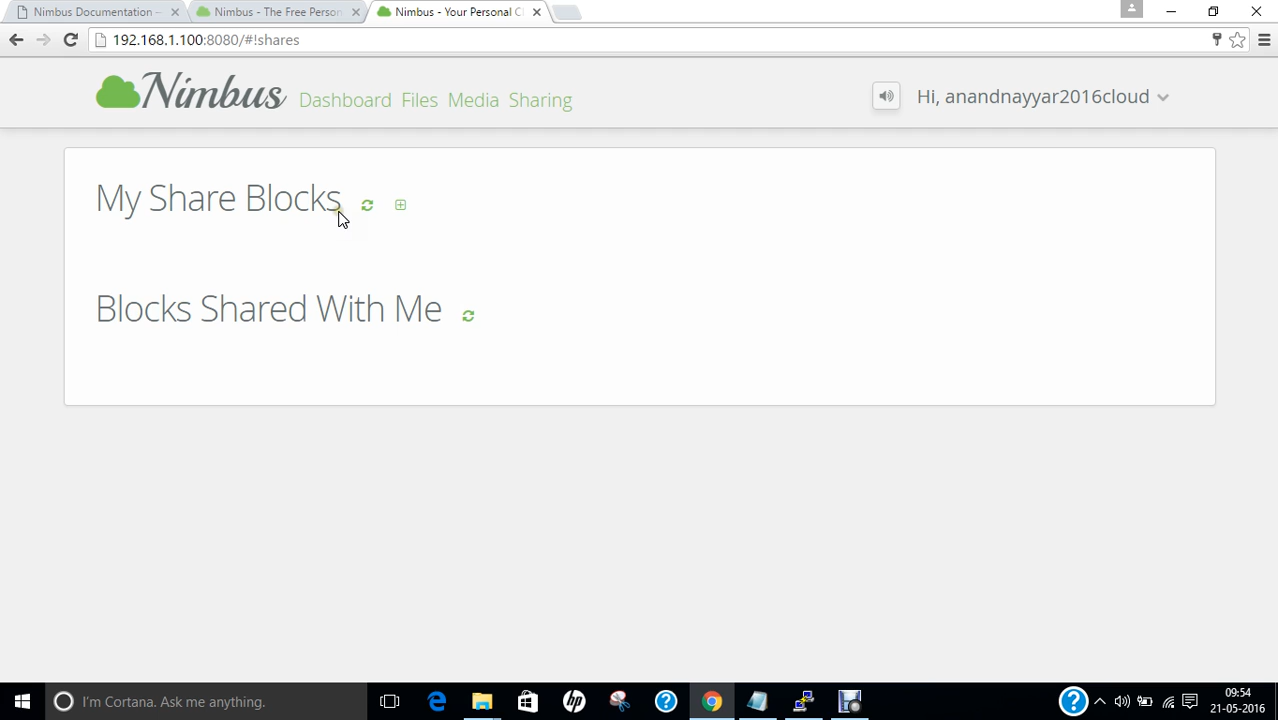 Nimbus Documentation –
Nimbus - The Free Person
Nimbus - Your Personal C
192.168.1.100:8080/#!shares
Nimbus
Dashboard Files Media Sharing
Hi, anandnayyar2016cloud
My Share Blocks
Blocks Shared With Me
I'm Cortana. Ask me anything.
hp
09:54
21-05-2016